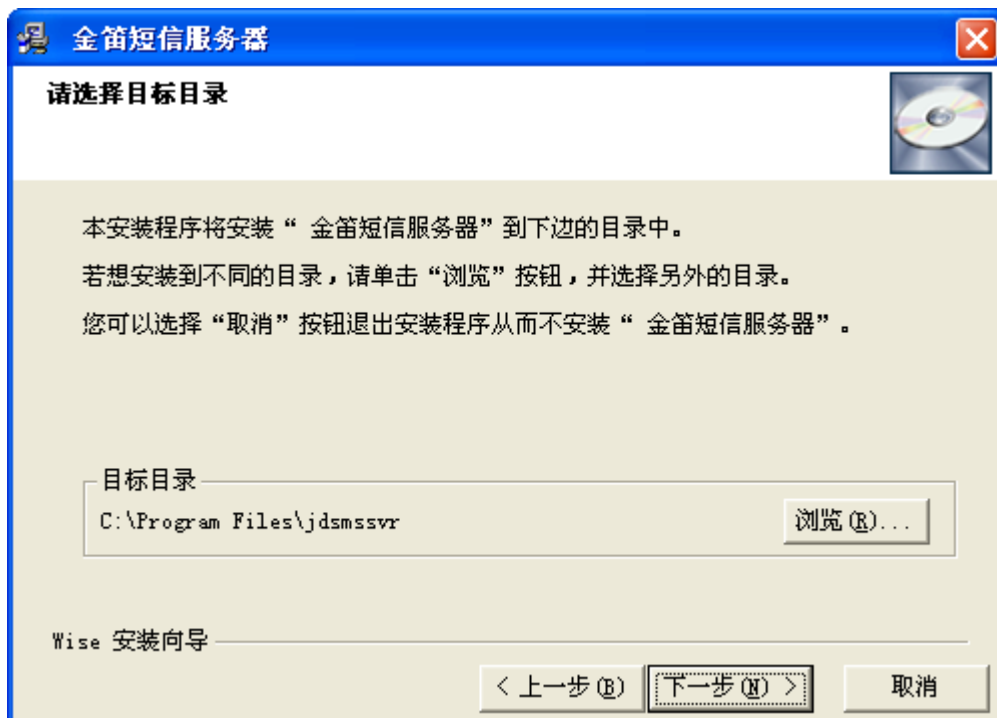 金笛短信服务器
请选择目标目录
本安装程序将安装“ 金笛短信服务器”到下边的目录中。
若想安装到不同的目录，请单击“浏览”按钮，并选择另外的目录。
您可以选择“取消”按钮退出安装程序从而不安装“ 金笛短信服务器”。
目标目录
C:\Program Files\jdsmssvr
浏览(R)...
Wise 安装向导
< 上一步(B)
下一步(N) >
取消